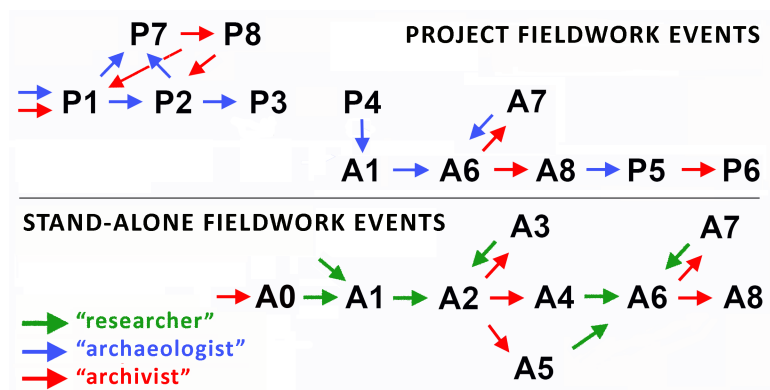 P7 P8 PROJECT FIELDWORK EVENTS
P1 P2 P3 P4 A7
A1 A6 A8 P5 P6
STAND-ALONE FIELDWORK EVENTS A3 A7
A0 A1 A2 A4 A6 A8
"researcher"
"archaeologist"
"archivist" A5